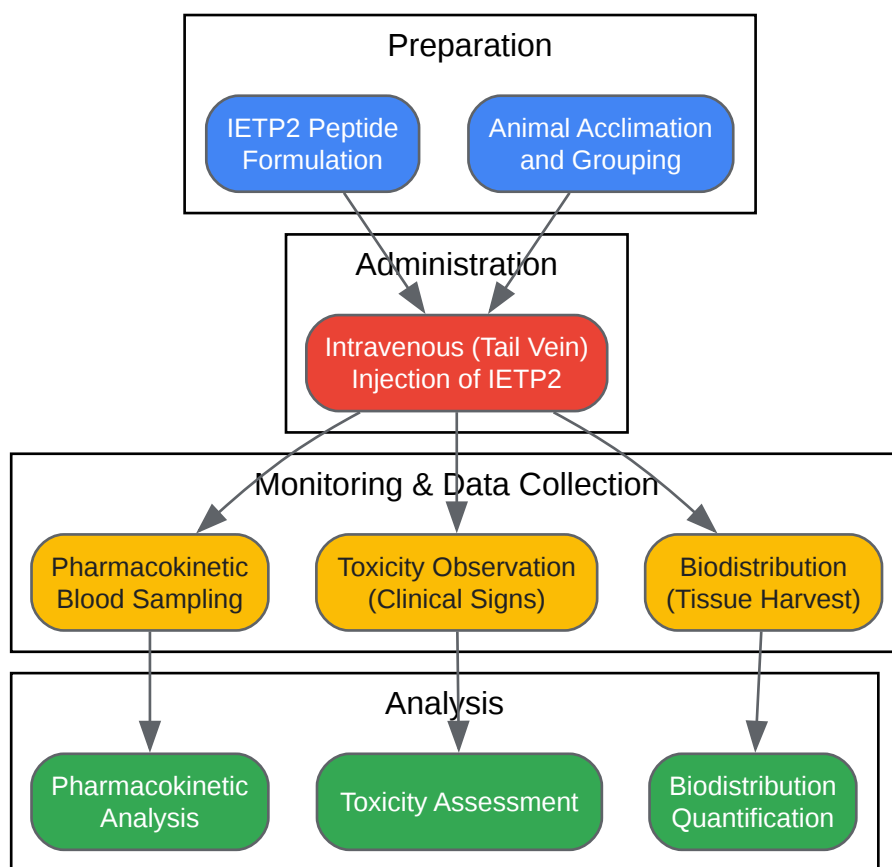 Preparation
IETP2 Peptide
Formulation
Animal Acclimation
and Grouping
Administration
Intravenous (Tail Vein)
Injection of IETP2
Monitoring & Data Collection
Pharmacokinetic
Blood Sampling
Toxicity Observation
(Clinical Signs)
Biodistribution
(Tissue Harvest)
Analysis
Pharmacokinetic
Analysis
Toxicity Assessment
Biodistribution
Quantification